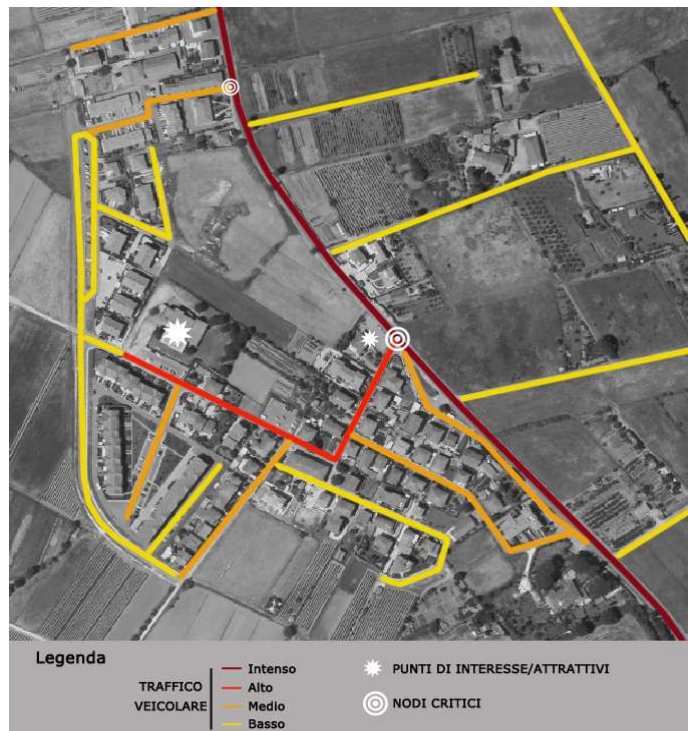 Legenda
TRAFFICO
VEICOLARE
Intenso
Alto
Medio
Basso
PUNTI DI INTERESSE/ATTRATTIVI
NODI CRITICI